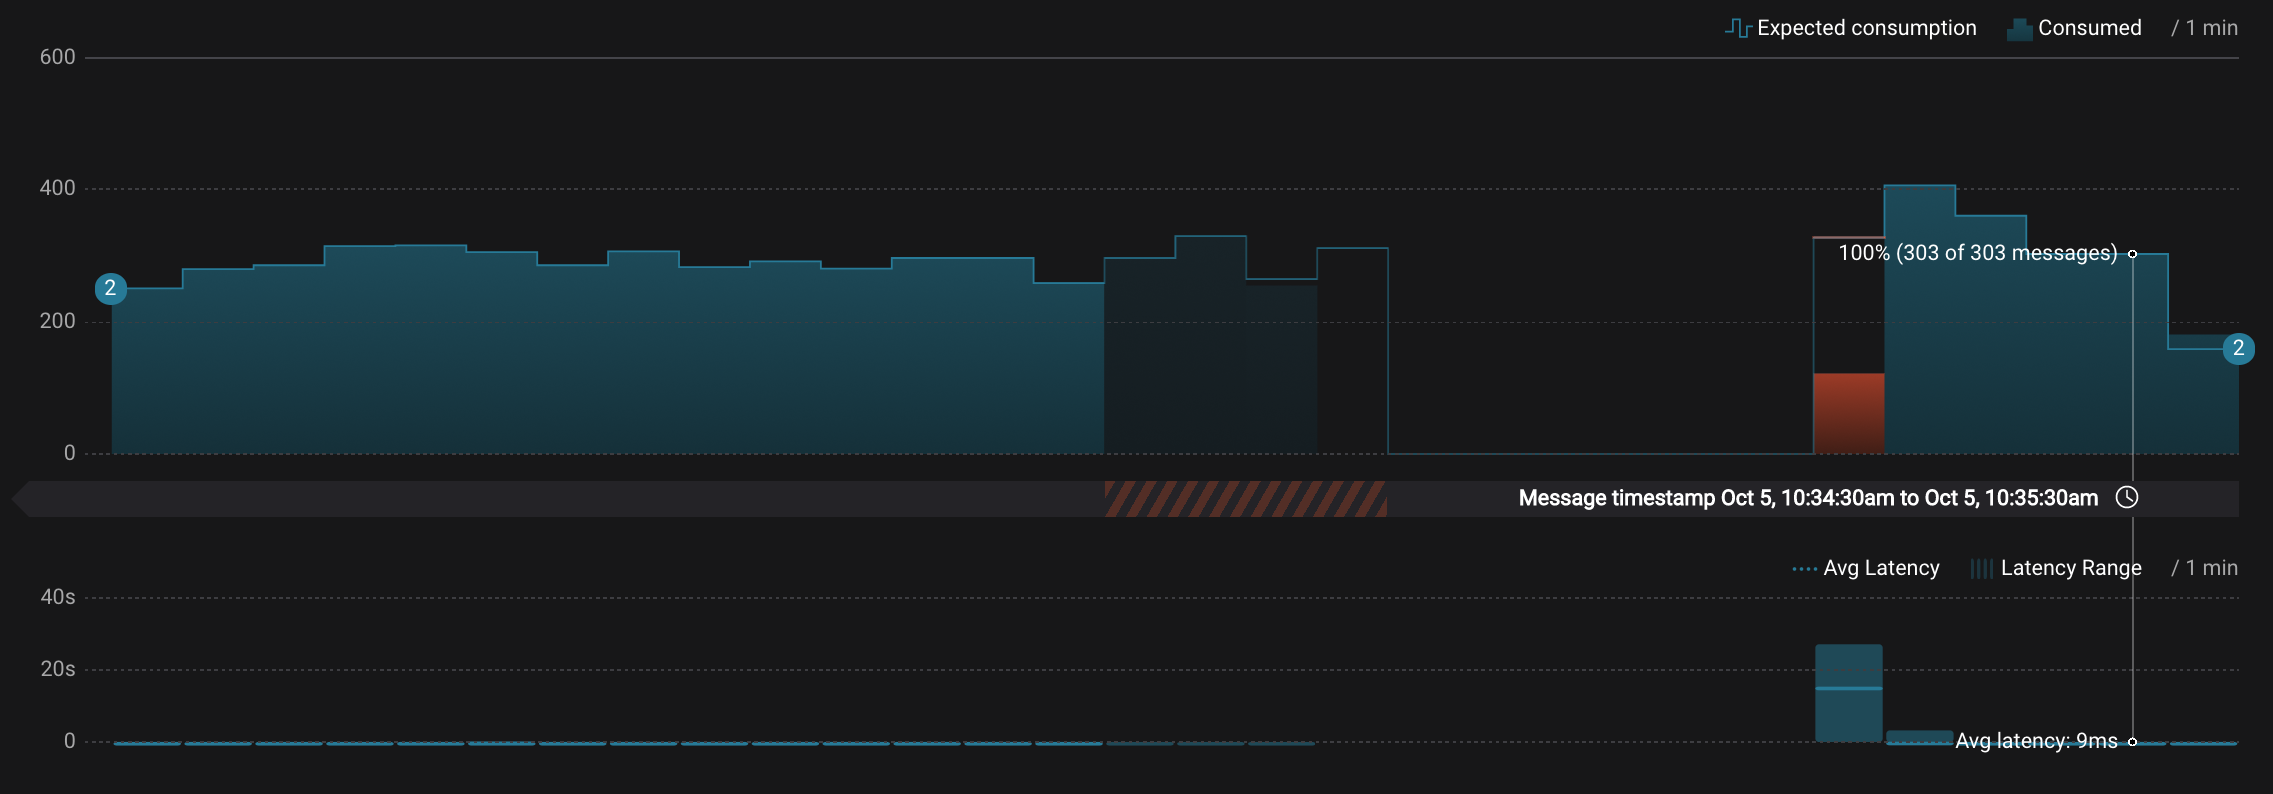 Expected consumption Consumed / 1 min
600
400
100% (303 of 303 messages)
2
200
2
0
Message timestamp Oct 5, 10:34:30am to Oct 5, 10:35:30am
Avg Latency Latency Range / 1 min
40s
20s
0
Avg latency: 9ms